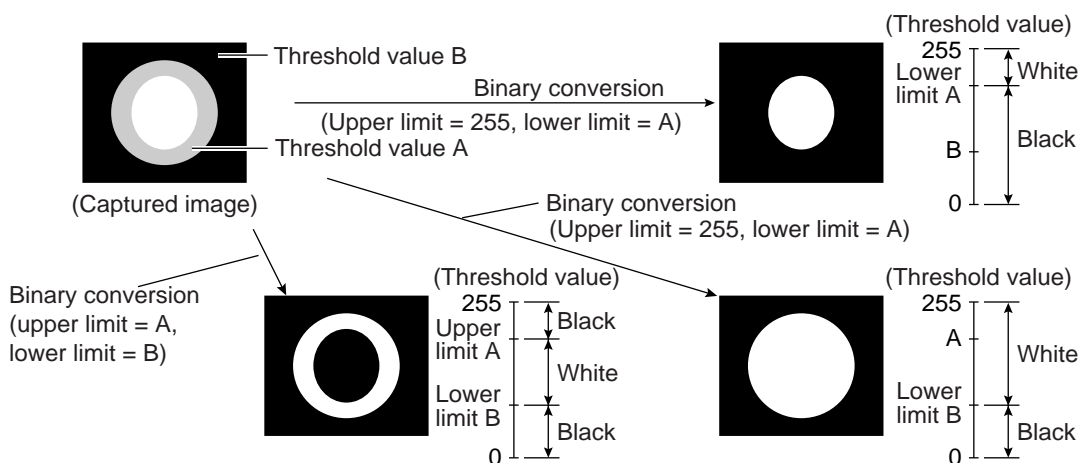 Threshold value B
Threshold value A
(Captured image)
Binary conversion
(Upper limit = 255, lower limit = A)
(Threshold value)
255
Lower
limit A
B
0
White
Black
Binary conversion
(Upper limit = 255, lower limit = A)
Binary conversion
(upper limit = A,
lower limit = B)
(Threshold value)
255
Upper
limit A
Lower
limit B
0
Black
White
Black
(Threshold value)
255
A
Lower
limit B
0
White
Black